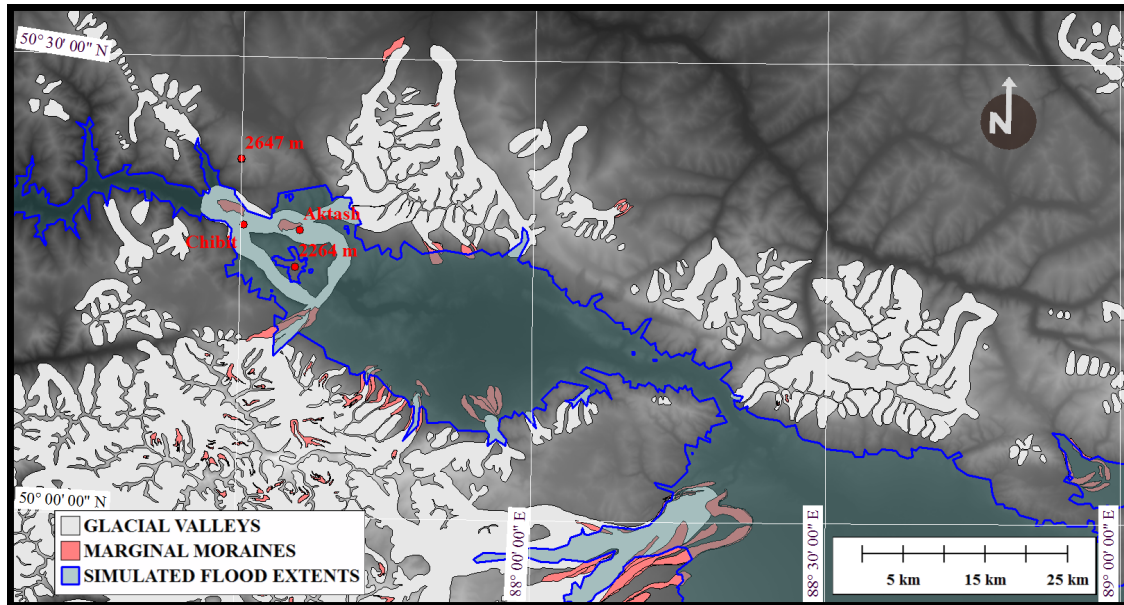 50° 30' 00" N
N
2647 m
Aktash
Chibit
2264 m
50° 00' 00" N
GLACIAL VALLEYS
MARGINAL MORAINES
SIMULATED FLOOD EXTENTS
88° 00' 00" E
88° 30' 00" E
89° 00' 00" E
5 km 15 km 25 km